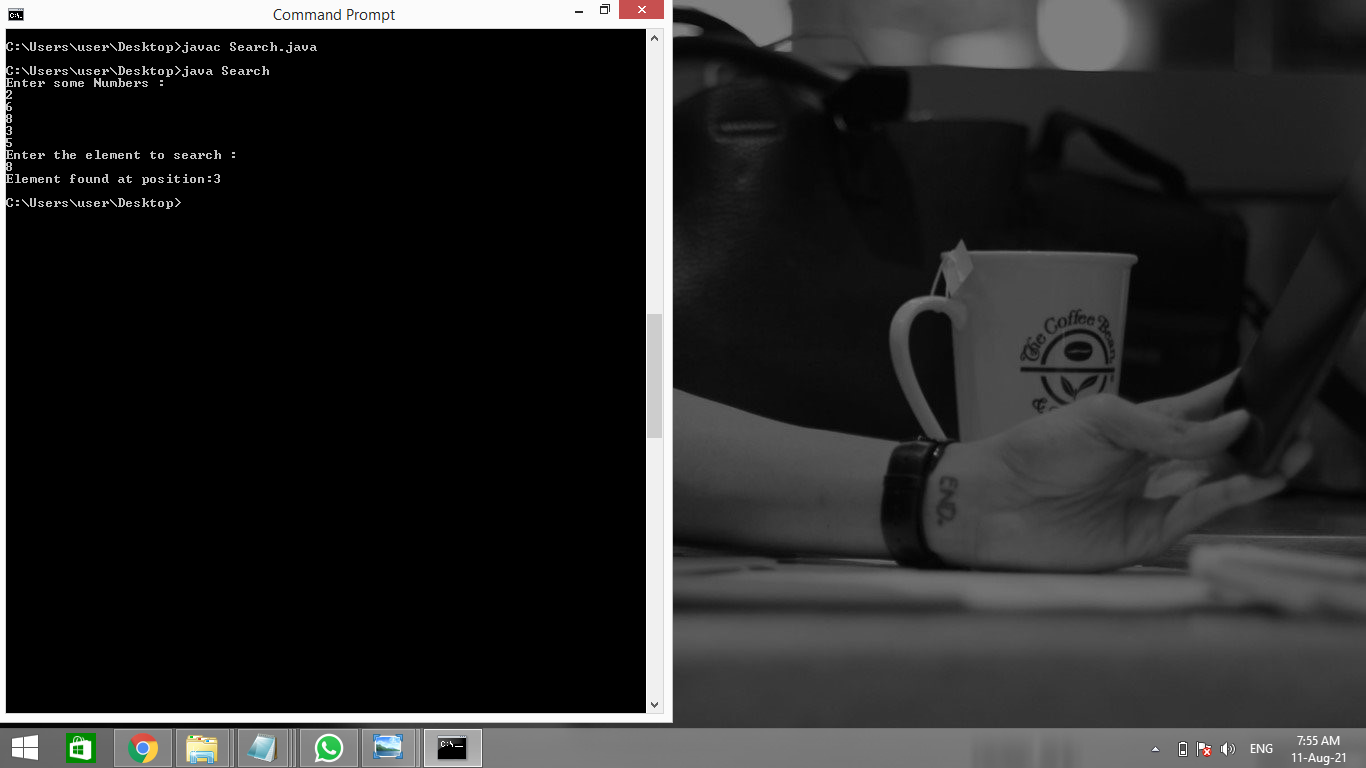 Command Prompt
C:\Users\user\Desktop>javac Search.java
C:\Users\user\Desktop>java Search
Enter some Numbers :
2
6
8
3
5
Enter the element to search :
8
Element found at position:3
C:\Users\user\Desktop>
The Coffee Bean
END.
C:\_
ENG
7:55 AM
11-Aug-21